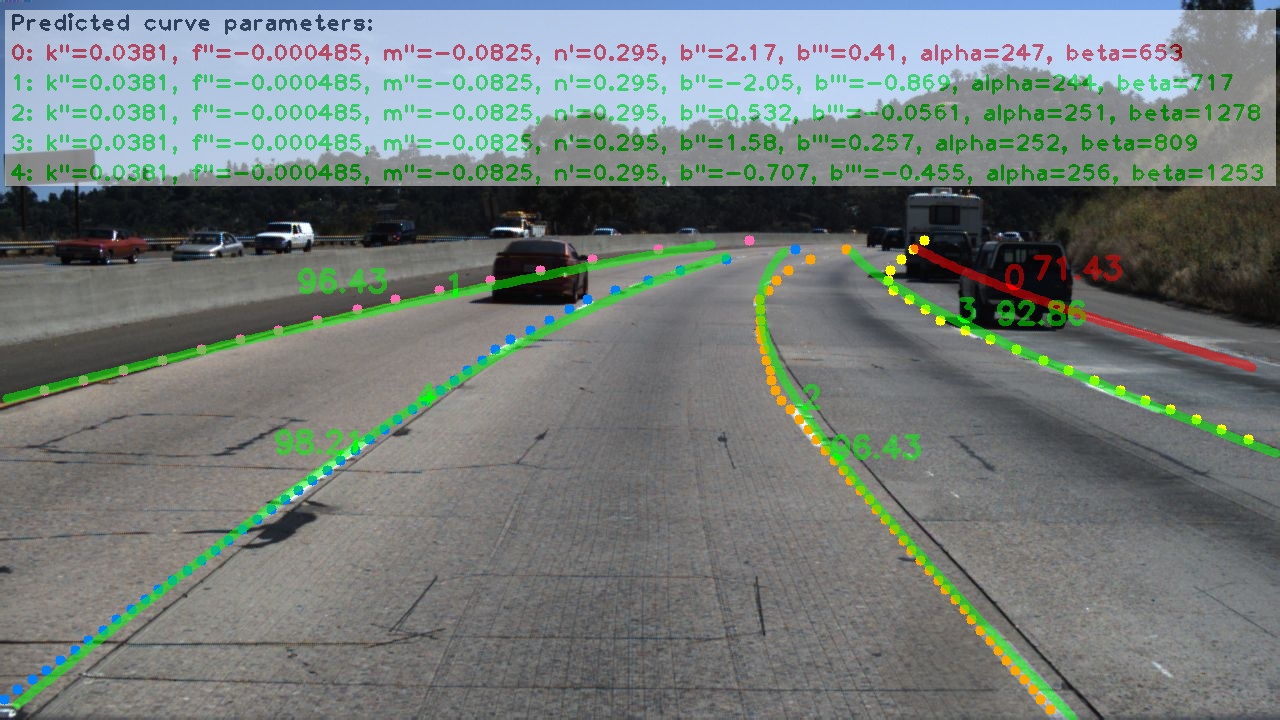 Predicted curve parameters:
0: k''=0.0381, f''=−0.000485, m''=−0.0825, n'=0.295, b''=2.17, b'''=0.41, alpha=247, beta=653
1: k''=0.0381, f''=−0.000485, m''=−0.0825, n'=0.295, b''=−2.05, b'''=−0.869, alpha=244, beta=717
2: k''=0.0381, f''=−0.000485, m''=−0.0825, n'=0.295, b''=0.532, b'''=−0.0561, alpha=251, beta=1278
3: k''=0.0381, f''=−0.000485, m''=−0.0825, n'=0.295, b''=1.58, b'''=0.257, alpha=252, beta=809
4: k''=0.0381, f''=−0.000485, m''=−0.0825, n'=0.295, b''=−0.707, b'''=−0.455, alpha=256, beta=1253
0 71.43
96.43 1
3 92.86
4 2
98.21 96.43